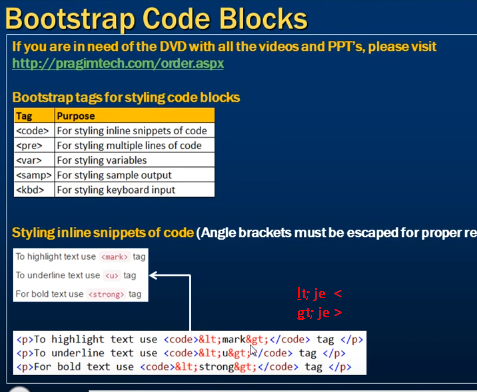 Bootstrap Code Blocks
If you are in need of the DVD with all the videos and PPT's, please visit
http://pragimtech.com/order.aspx
Bootstrap tags for styling code blocks
Tag Purpose
<code> For styling inline snippets of code
<pre> For styling multiple lines of code
<var> For styling variables
<samp> For styling sample output
<kbd> For styling keyboard input
Styling inline snippets of code (Angle brackets must be escaped for proper re
To highlight text use <mark> tag
To underline text use <u> tag
For bold text use <strong> tag
lt; je <
gt; je >
<p>To highlight text use <code>&lt;mark&gt;</code> tag </p>
<p>To underline text use <code>&lt;u&gt;</code> tag </p>
<p>For bold text use <code>&lt;strong&gt;</code> tag </p>